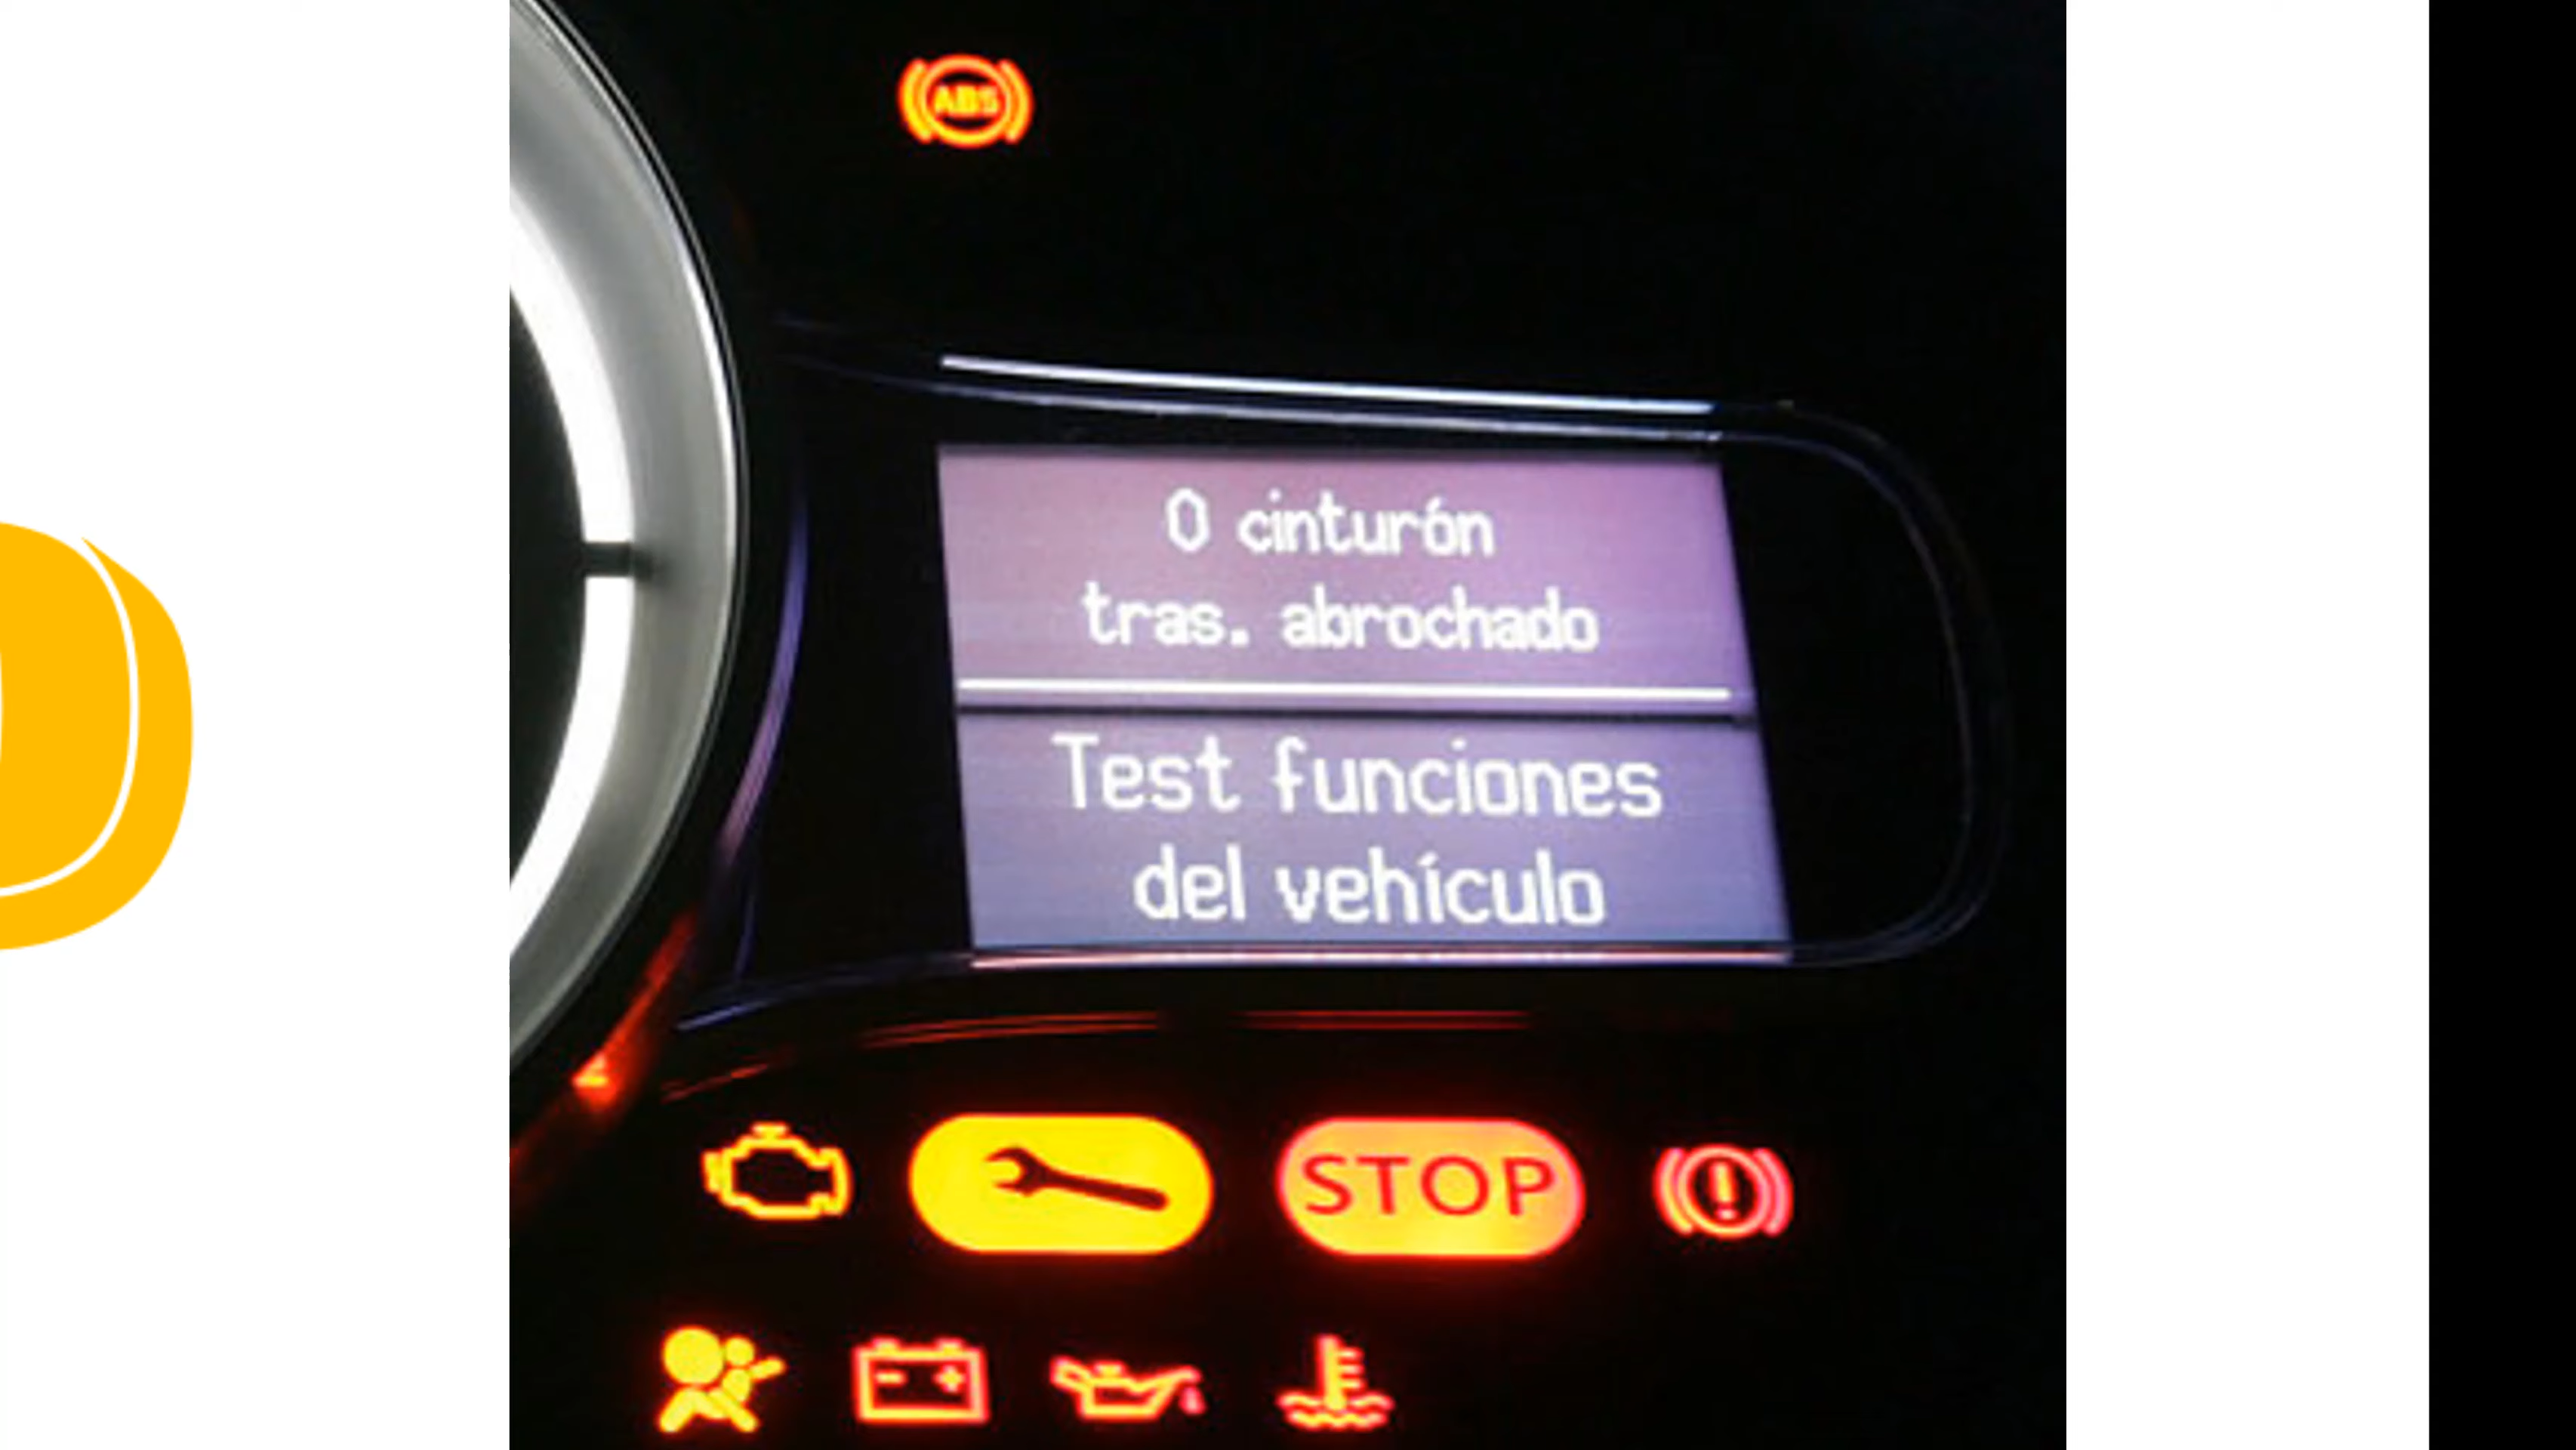 ABS
0 cinturón
tras. abrochado
Test funciones
del vehículo
STOP